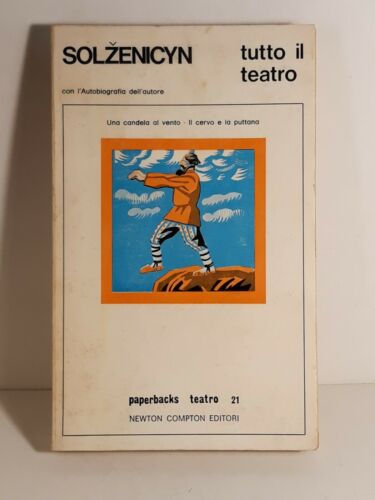 SOLŽENICYN
tutto il
teatro
con l'Autobiografia dell'autore
Una candela al vento - Il cervo e la puttana
paperbacks teatro 21
NEWTON COMPTON EDITORI